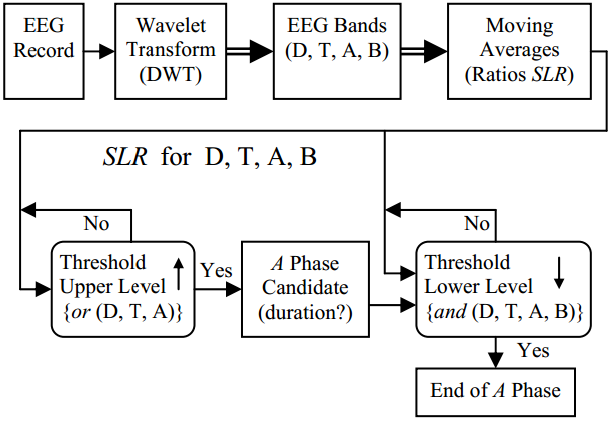 EEG
Record
Wavelet
Transform
(DWT)
EEG Bands
(D, T, A, B)
Moving
Averages
(Ratios SLR)
SLR for D, T, A, B
No
No
Threshold
Upper Level
{or (D, T, A)}
Yes
A Phase
Candidate
(duration?)
Threshold
Lower Level
{and (D, T, A, B)}
Yes
End of A Phase